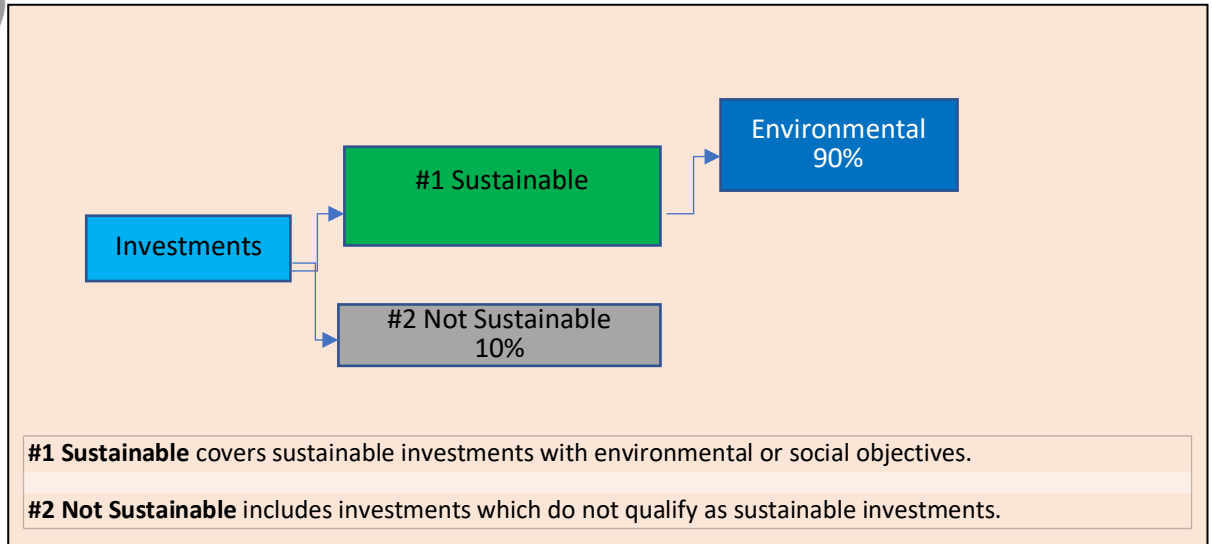 Environmental
90%
#1 Sustainable
Investments
#2 Not Sustainable
10%
#1 Sustainable covers sustainable investments with environmental or social objectives.
#2 Not Sustainable includes investments which do not qualify as sustainable investments.